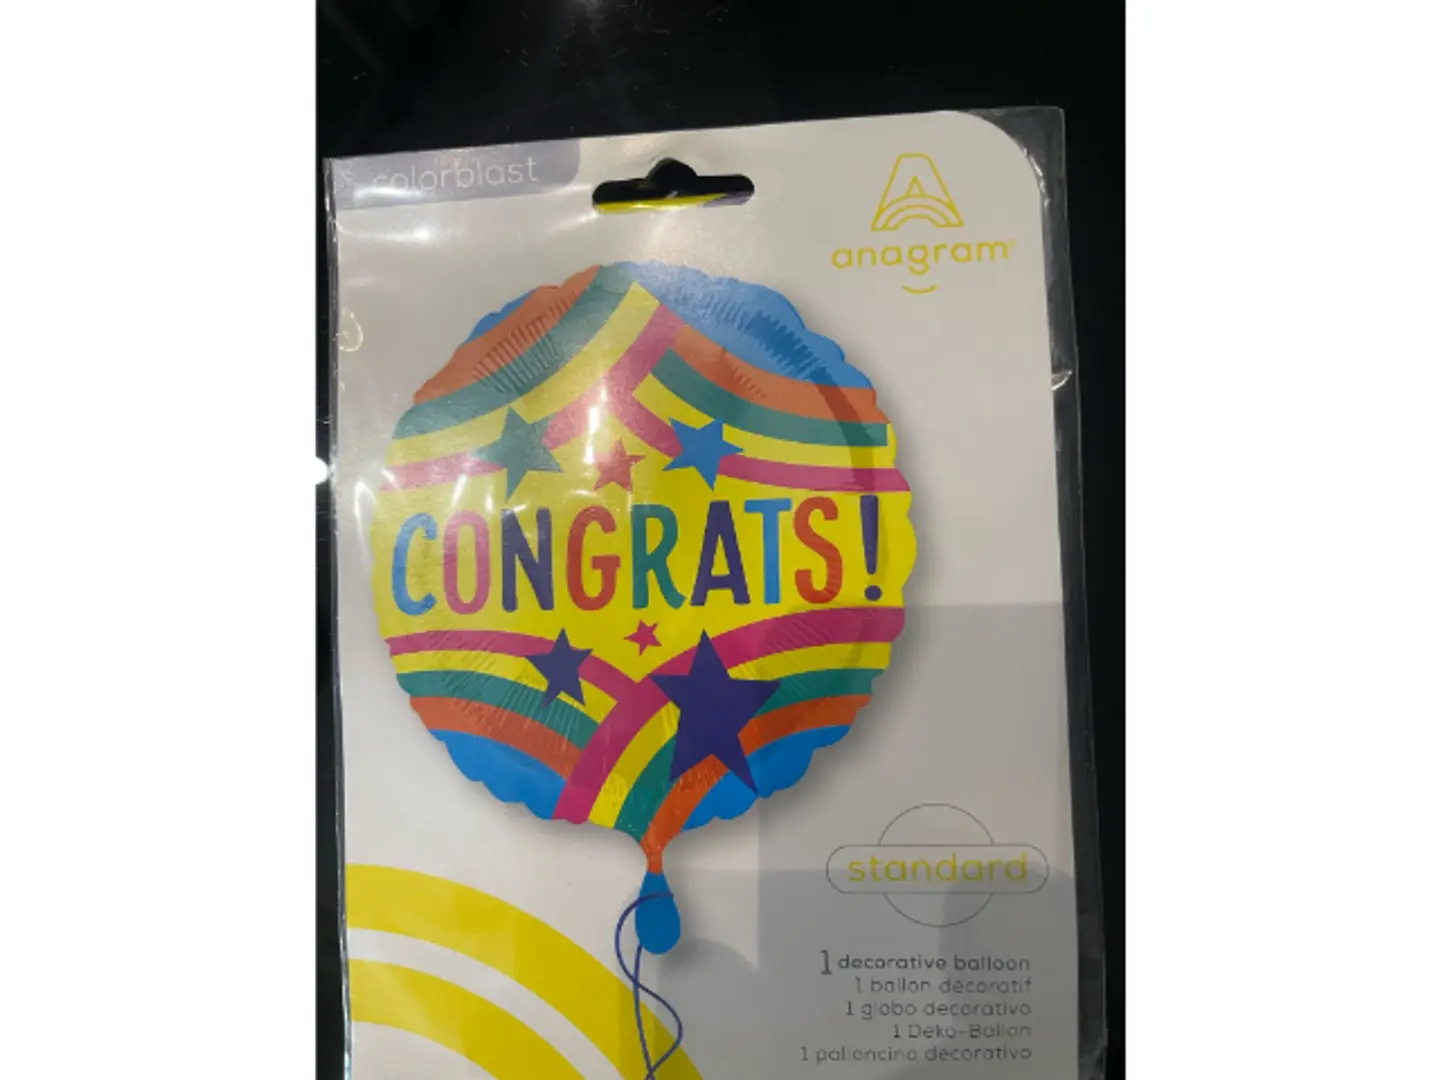 colorblast
anagram
CONGRATS!
standard
1 decorative balloon
1 ballon décoratif
1 globo decorativo
1 Deko-Ballon
1 palloncino decorativo